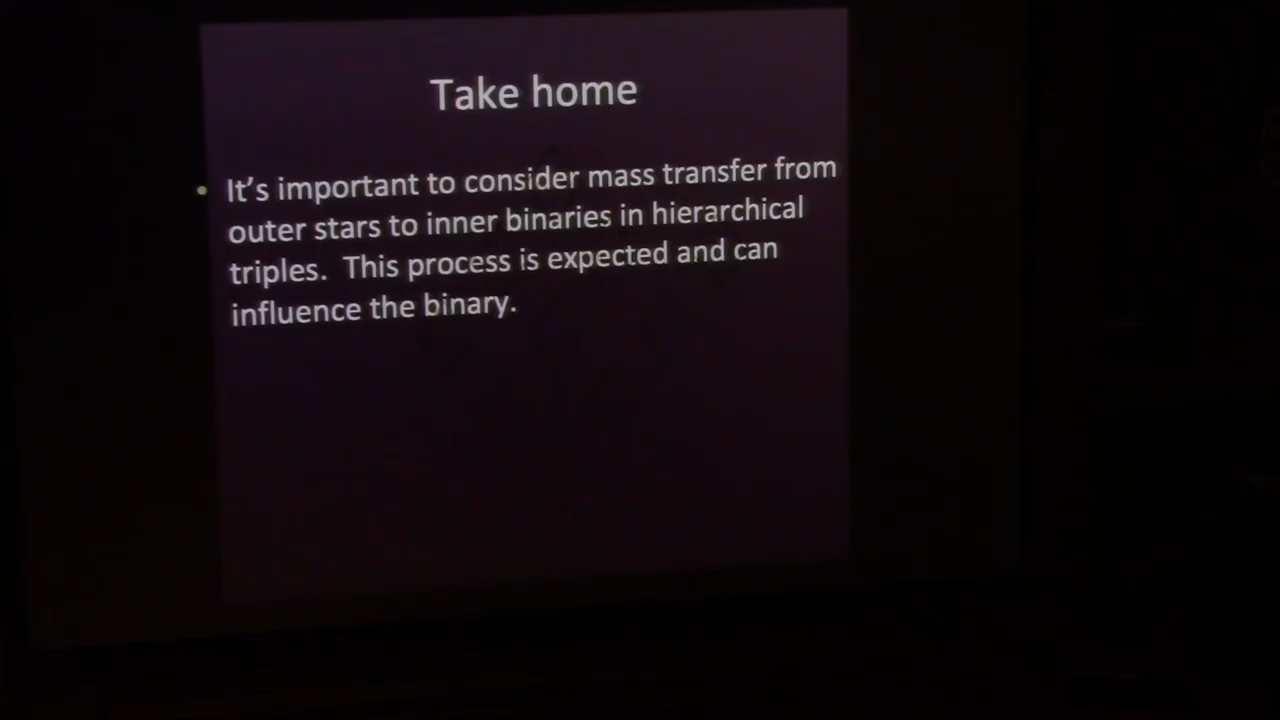 Take home
• It's important to consider mass transfer from
outer stars to inner binaries in hierarchical
triples.  This process is expected and can
influence the binary.